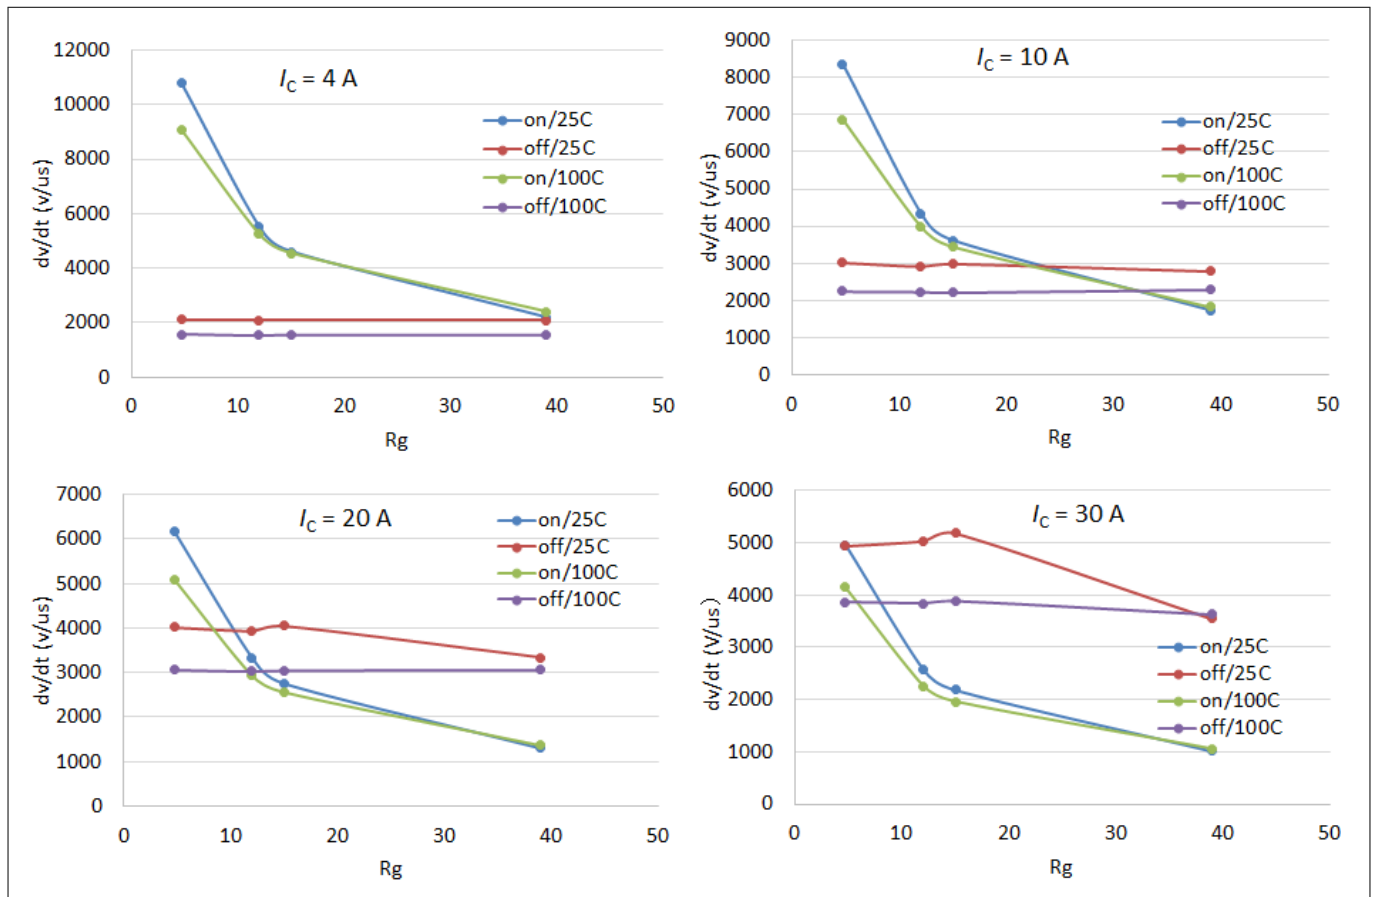 12000
10000
8000
6000
4000
2000
0
0 10 20 30 40 50
dv/dt (v/us)
Rg
I_C = 4 A
on/25C
off/25C
on/100C
off/100C
9000
8000
7000
6000
5000
4000
3000
2000
1000
0
0 10 20 30 40 50
dv/dt (v/us)
Rg
I_C = 10 A
on/25C
off/25C
on/100C
off/100C
7000
6000
5000
4000
3000
2000
1000
0
0 10 20 30 40 50
dv/dt (v/us)
Rg
I_C = 20 A
on/25C
off/25C
on/100C
off/100C
6000
5000
4000
3000
2000
1000
0
0 10 20 30 40 50
dv/dt (V/us)
Rg
I_C = 30 A
on/25C
off/25C
on/100C
off/100C